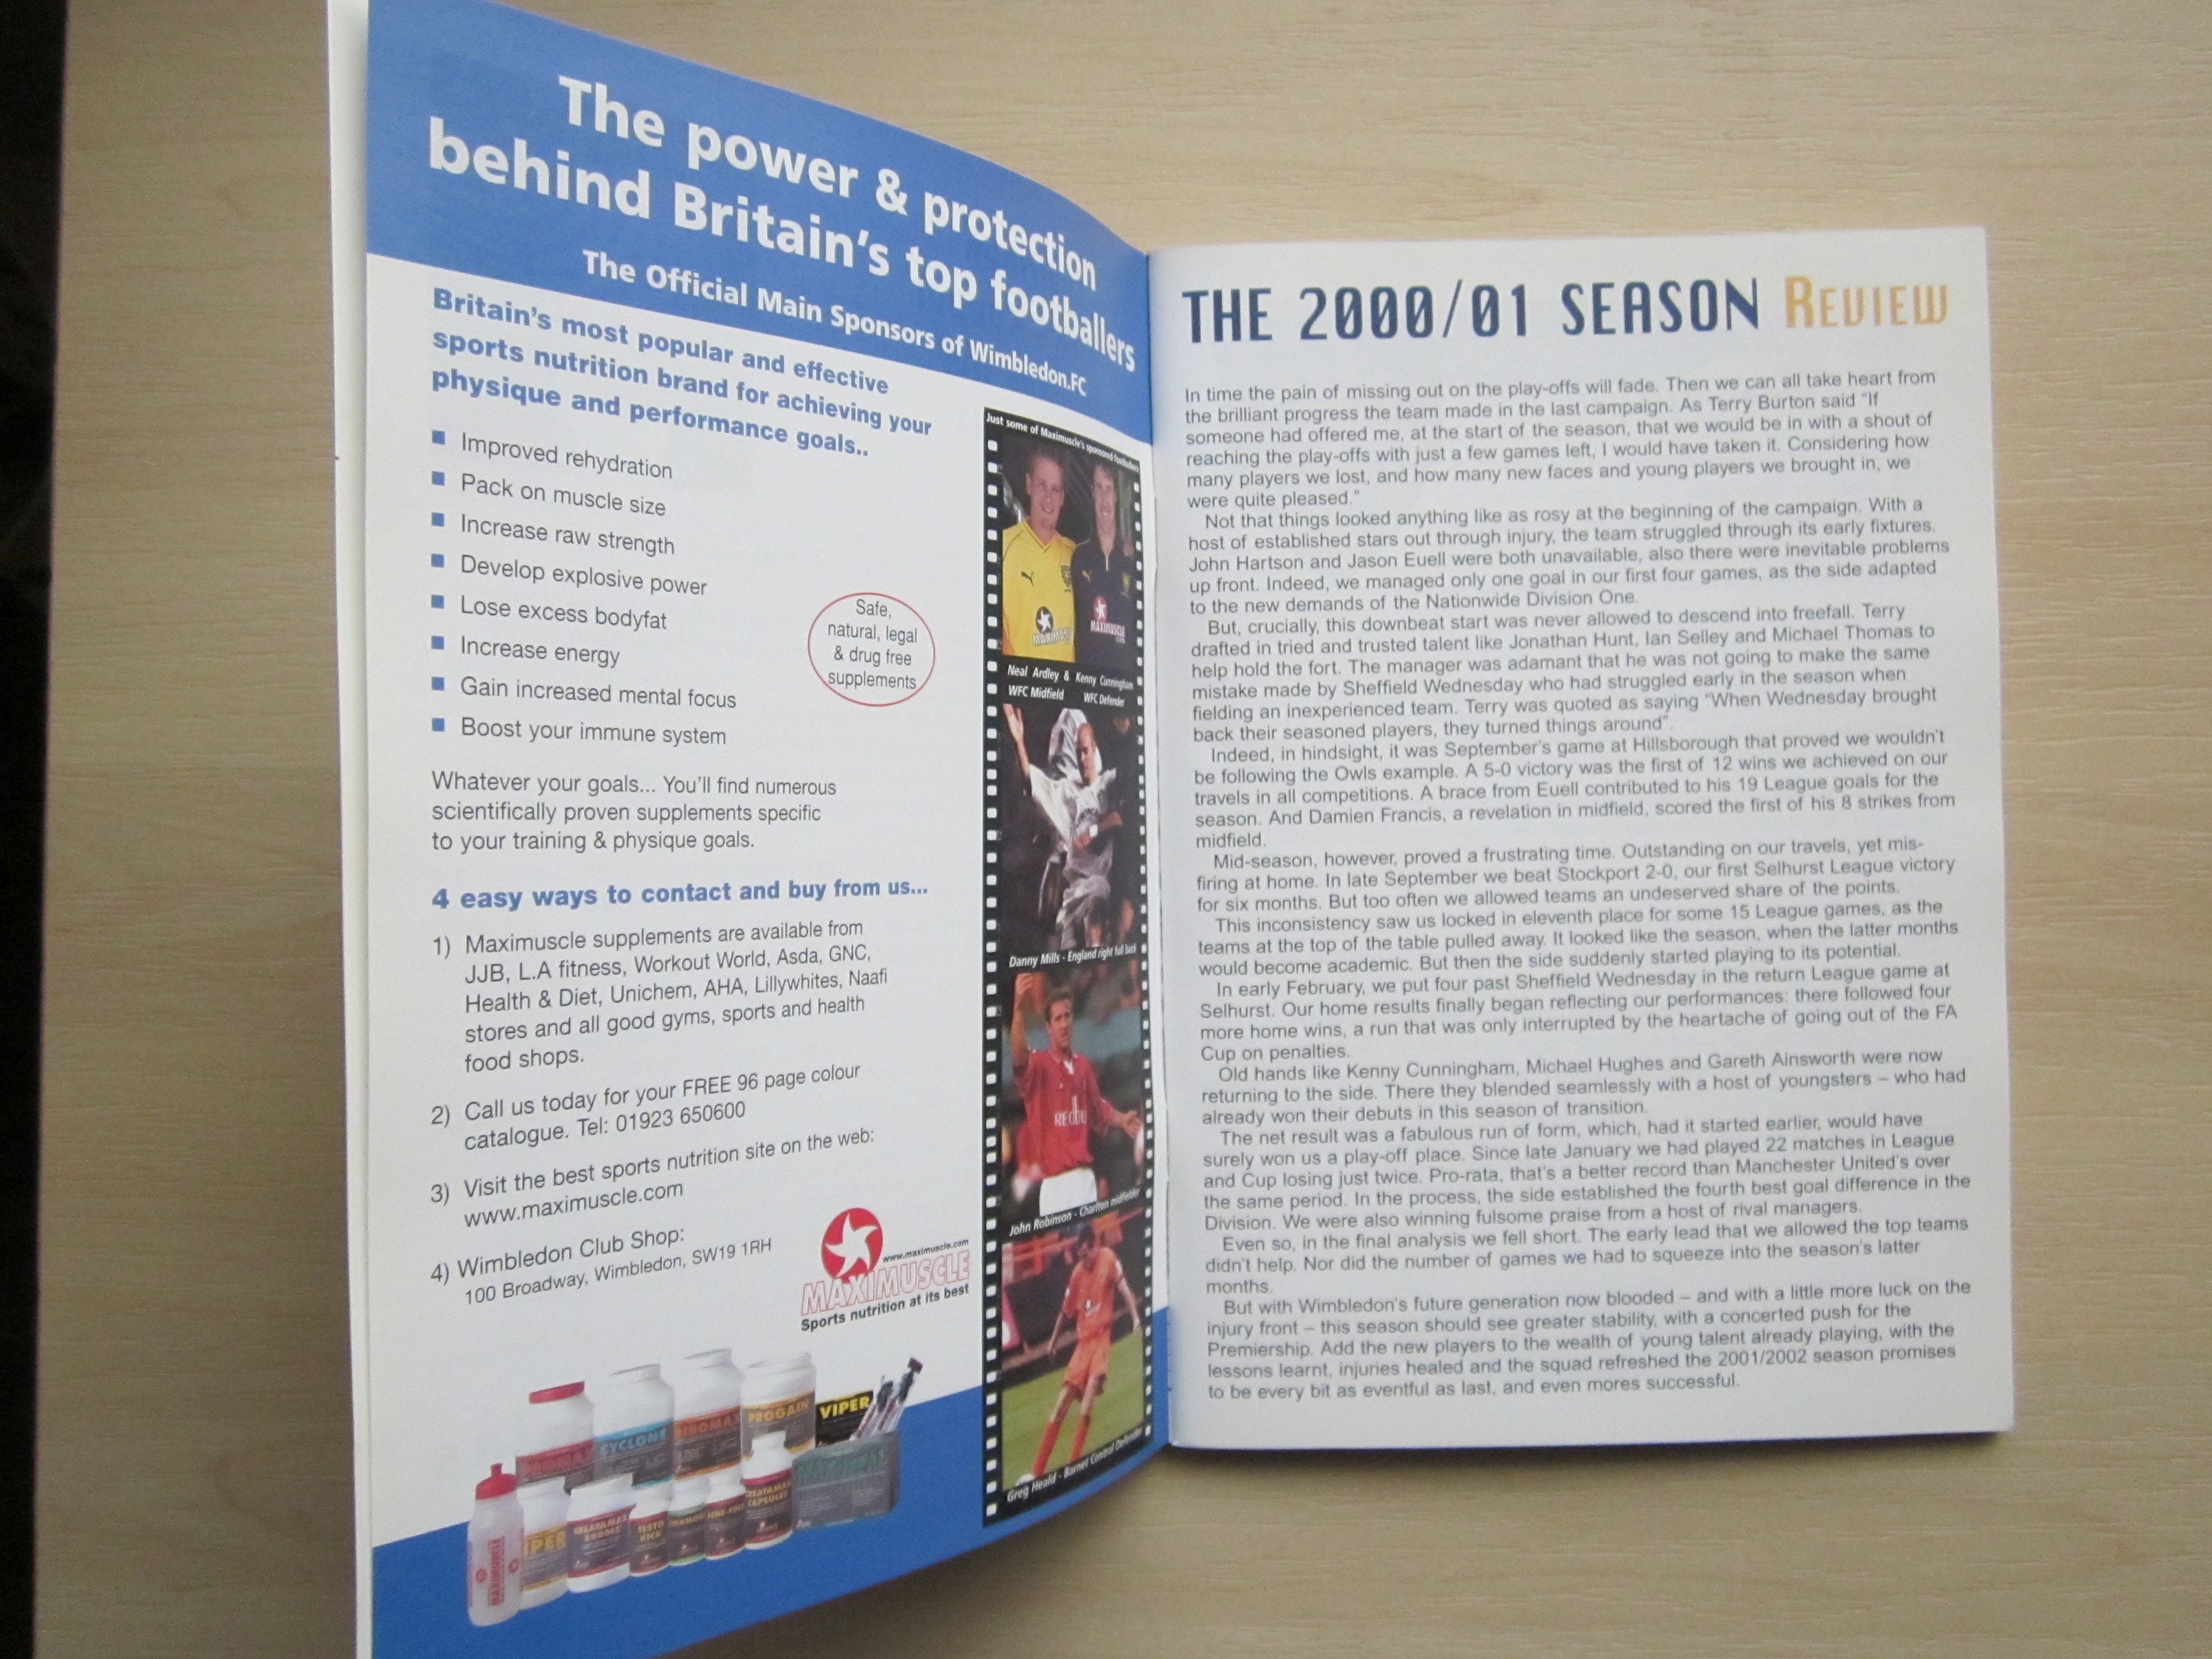 The power & protection
behind Britain's top footballers
The Official Main Sponsors of Wimbledon.FC
Britain's most popular and effective
sports nutrition brand for achieving your
physique and performance goals..
Improved rehydration
Pack on muscle size
Increase raw strength
Develop explosive power
Lose excess bodyfat
Increase energy
Gain increased mental focus
Boost your immune system
Safe,
natural, legal
& drug free
supplements
Whatever your goals... You'll find numerous
scientifically proven supplements specific
to your training & physique goals.
4 easy ways to contact and buy from us...
1) Maximuscle supplements are available from
JJB, L.A fitness, Workout World, Asda, GNC,
Health & Diet, Unichem, AHA, Lillywhites, Naafi
stores and all good gyms, sports and health
food shops.
2) Call us today for your FREE 96 page colour
catalogue. Tel: 01923 650600
3) Visit the best sports nutrition site on the web:
www.maximuscle.com
4) Wimbledon Club Shop:
100 Broadway, Wimbledon, SW19 1RH
www.maximuscle.com
MAXIMUSCLE
Sports nutrition at its best
CYCLONE
PROGAIN
VIPER
VIPER
CREATAMAX
TESTO
KICK
CREATAMAX
CAPSULES
MAXIMUSCLE
Just some of Maximuscle's sponsored footballers
MAXIMUSCLE
Neal Ardley & Kenny Cunningham
WFC Midfield WFC Defender
Danny Mills - England right full back
John Robinson - Charlton midfielder
Greg Heald - Barnet Central Defender
THE 2000/01 SEASON REVIEW
In time the pain of missing out on the play-offs will fade. Then we can all take heart from
the brilliant progress the team made in the last campaign. As Terry Burton said "If
someone had offered me, at the start of the season, that we would be in with a shout of
reaching the play-offs with just a few games left, I would have taken it. Considering how
many players we lost, and how many new faces and young players we brought in, we
were quite pleased."
Not that things looked anything like as rosy at the beginning of the campaign. With a
host of established stars out through injury, the team struggled through its early fixtures.
John Hartson and Jason Euell were both unavailable, also there were inevitable problems
up front. Indeed, we managed only one goal in our first four games, as the side adapted
to the new demands of the Nationwide Division One.
But, crucially, this downbeat start was never allowed to descend into freefall. Terry
drafted in tried and trusted talent like Jonathan Hunt, Ian Selley and Michael Thomas to
help hold the fort. The manager was adamant that he was not going to make the same
mistake made by Sheffield Wednesday who had struggled early in the season when
fielding an inexperienced team. Terry was quoted as saying "When Wednesday brought
back their seasoned players, they turned things around".
Indeed, in hindsight, it was September's game at Hillsborough that proved we wouldn't
be following the Owls example. A 5-0 victory was the first of 12 wins we achieved on our
travels in all competitions. A brace from Euell contributed to his 19 League goals for the
season. And Damien Francis, a revelation in midfield, scored the first of his 8 strikes from
midfield.
Mid-season, however, proved a frustrating time. Outstanding on our travels, yet mis-
firing at home. In late September we beat Stockport 2-0, our first Selhurst League victory
for six months. But too often we allowed teams an undeserved share of the points.
This inconsistency saw us locked in eleventh place for some 15 League games, as the
teams at the top of the table pulled away. It looked like the season, when the latter months
would become academic. But then the side suddenly started playing to its potential.
In early February, we put four past Sheffield Wednesday in the return League game at
Selhurst. Our home results finally began reflecting our performances: there followed four
more home wins, a run that was only interrupted by the heartache of going out of the FA
Cup on penalties.
Old hands like Kenny Cunningham, Michael Hughes and Gareth Ainsworth were now
returning to the side. There they blended seamlessly with a host of youngsters – who had
already won their debuts in this season of transition.
The net result was a fabulous run of form, which, had it started earlier, would have
surely won us a play-off place. Since late January we had played 22 matches in League
and Cup losing just twice. Pro-rata, that's a better record than Manchester United's over
the same period. In the process, the side established the fourth best goal difference in the
Division. We were also winning fulsome praise from a host of rival managers.
Even so, in the final analysis we fell short. The early lead that we allowed the top teams
didn't help. Nor did the number of games we had to squeeze into the season's latter
months.
But with Wimbledon's future generation now blooded – and with a little more luck on the
injury front – this season should see greater stability, with a concerted push for the
Premiership. Add the new players to the wealth of young talent already playing, with the
lessons learnt, injuries healed and the squad refreshed the 2001/2002 season promises
to be every bit as eventful as last, and even mores successful.